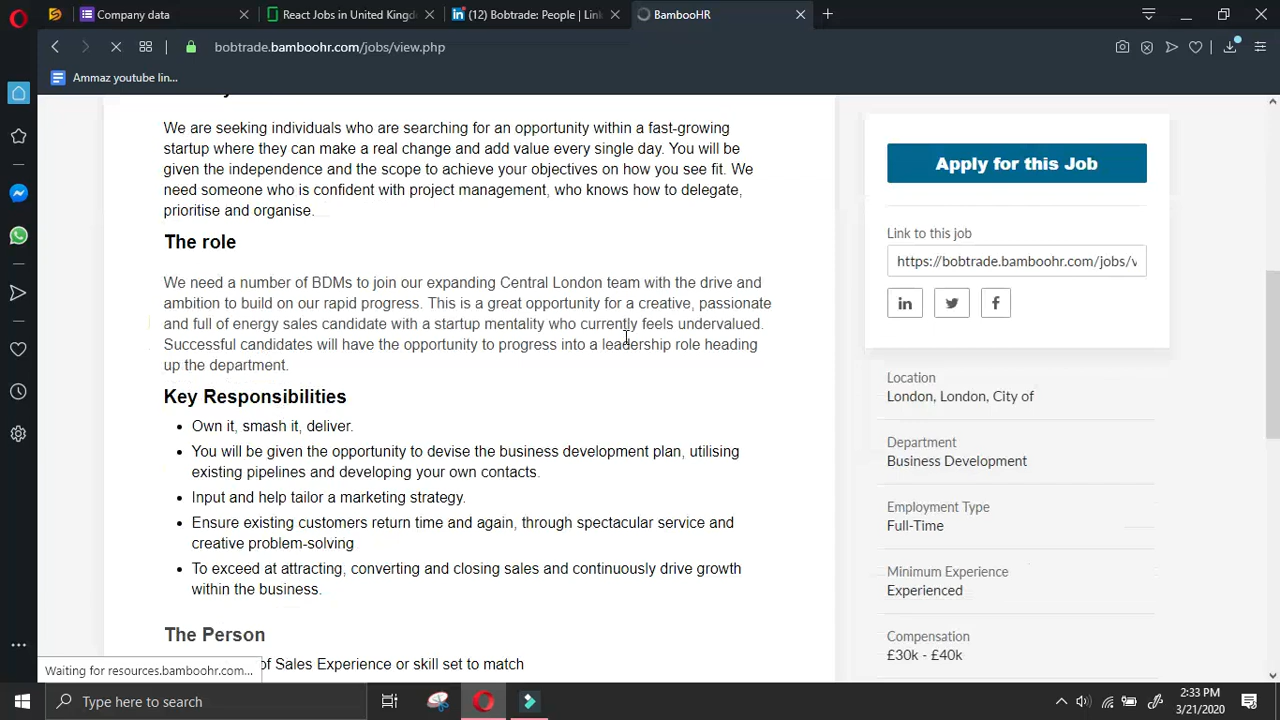 Company data
React Jobs in United Kingd
(12) Bobtrade: People | Lin
BambooHR
bobtrade.bamboohr.com/jobs/view.php
Ammaz youtube lin...
We are seeking individuals who are searching for an opportunity within a fast-growing
startup where they can make a real change and add value every single day. You will be
given the independence and the scope to achieve your objectives on how you see fit. We
need someone who is confident with project management, who knows how to delegate,
prioritise and organise.
The role
We need a number of BDMs to join our expanding Central London team with the drive and
ambition to build on our rapid progress. This is a great opportunity for a creative, passionate
and full of energy sales candidate with a startup mentality who currently feels undervalued.
Successful candidates will have the opportunity to progress into a leadership role heading
up the department.
Key Responsibilities
• Own it, smash it, deliver.
• You will be given the opportunity to devise the business development plan, utilising
existing pipelines and developing your own contacts.
• Input and help tailor a marketing strategy.
• Ensure existing customers return time and again, through spectacular service and
creative problem-solving
• To exceed at attracting, converting and closing sales and continuously drive growth
within the business.
The Person
of Sales Experience or skill set to match
Apply for this Job
Link to this job
https://bobtrade.bamboohr.com/jobs/v
Location
London, London, City of
Department
Business Development
Employment Type
Full-Time
Minimum Experience
Experienced
Compensation
£30k - £40k
Waiting for resources.bamboohr.com...
Type here to search
2:33 PM
3/21/2020